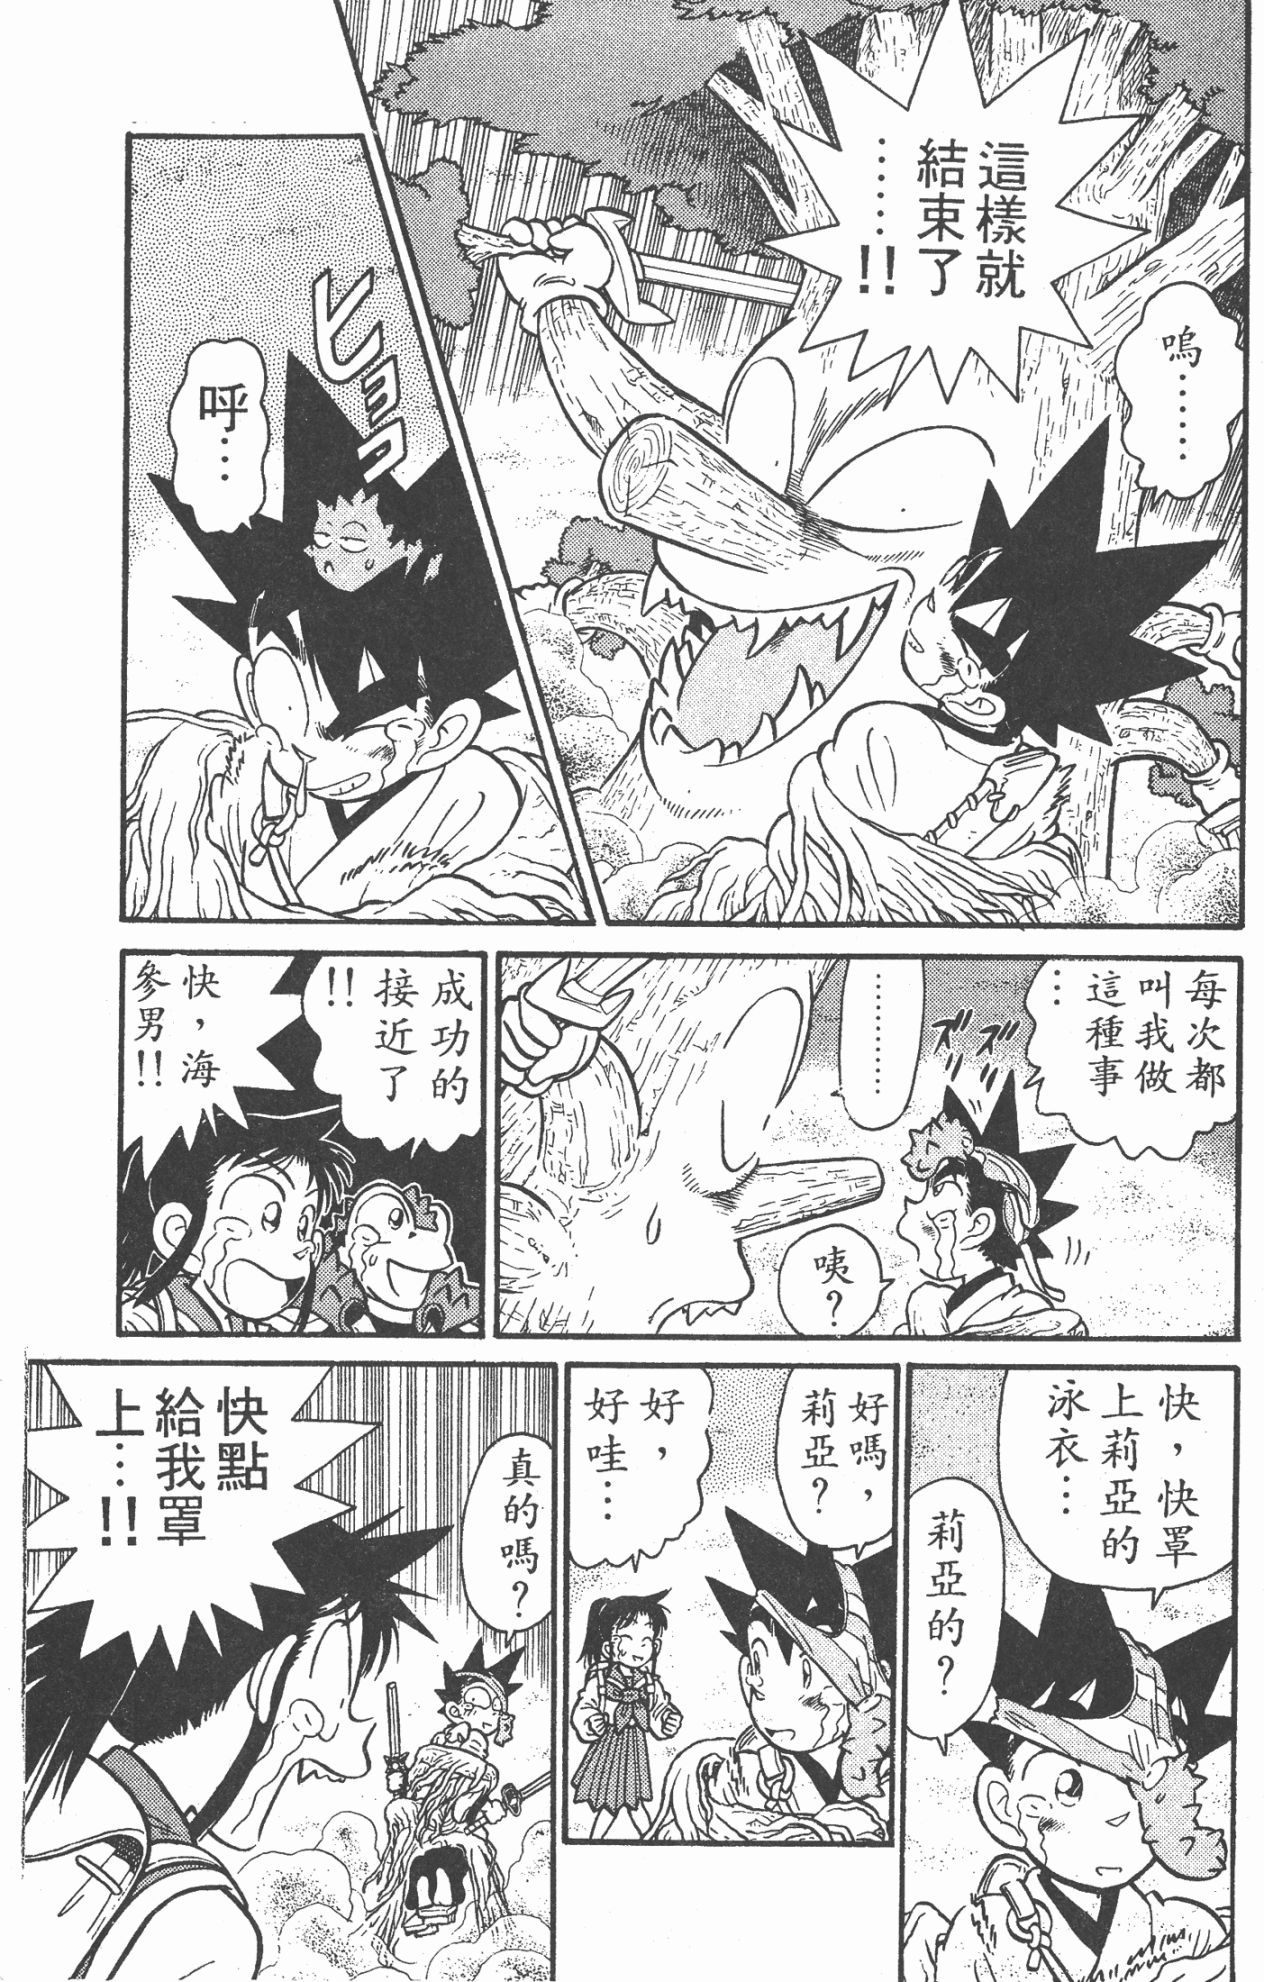 嗚……
這樣就
結束了
……!!
ヒョコ
呼…
每次都
叫我做
這種事
…
ズズ
………
咦？
成功的
接近了
!!
快，海
參男!!
快，快罩
上莉亞的
泳衣…
莉亞的？
好嗎，
莉亞？
好，
好哇…
真的嗎？
快點
給我罩
上…!!